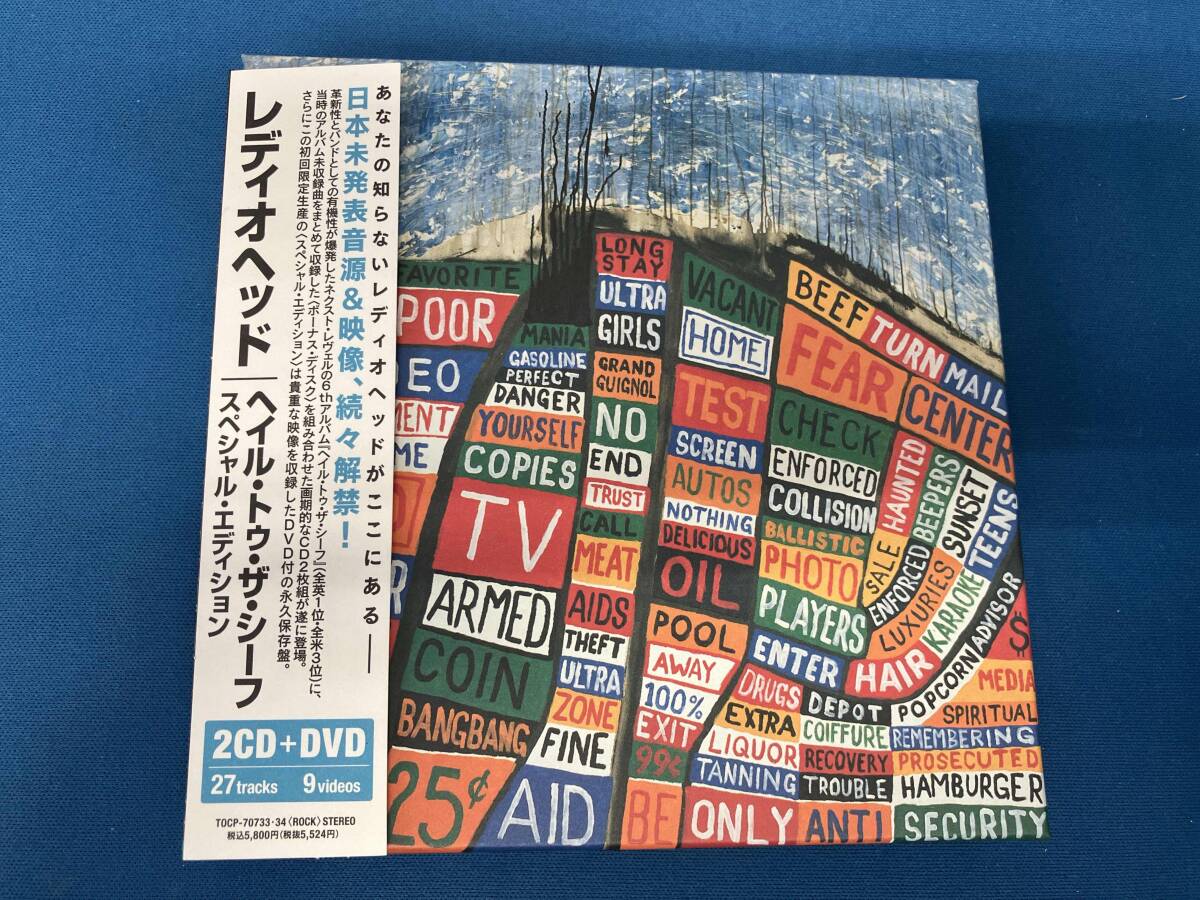 あなたの知らないレディオヘッドがここにある──
日本未発表音源&映像、続々解禁!
革新性とバンドとしての有機性が爆発したネクスト・レヴェルの6thアルバム『ヘイル・トゥ・ザ・シーフ』(全英1位・全米3位)に、
当時のアルバム未収録曲をまとめて収録した〈ボーナス・ディスク〉を組み合わせた画期的なCD2枚組が遂に登場。
さらにこの初回限定生産の〈スペシャル・エディション〉は貴重な映像を収録したDVD付の永久保存盤。
レディオヘッド
ヘイル・トゥ・ザ・シーフ
スペシャル・エディション
2CD+DVD
27tracks 9videos
TOCP-70733・34〈ROCK〉STEREO
税込5,800円(税抜5,524円)
FAVORITE
POOR
DEO
MENT
ME
R
MANIA
GASOLINE
PERFECT
DANGER
YOURSELF
COPIES
TV
ARMED
COIN
BANGBANG
25¢
LONG
STAY
ULTRA
GIRLS
GRAND
GUIGNOL
NO
END
TRUST
CALL
MEAT
AIDS
THEFT
ULTRA
ZONE
FINE
AID
VACANT
HOME
TEST
SCREEN
AUTOS
NOTHING
DELICIOUS
OIL
POOL
AWAY
100%
EXIT
99¢
BE
BEEF
TURN
MAIL
FEAR
CENTER
CHECK
ENFORCED
COLLISION
BALLISTIC
PHOTO
PLAYERS
ENTER
HAIR
HAUNTED
SALE
BEEPERS
ENFORCED
SUNSET
LUXURIES
TEENS
KARAOKE
ADVISOR
POPCORN
$
MEDIA
SPIRITUAL
DRUGS
DEPOT
EXTRA
COIFFURE
REMEMBERING
LIQUOR
RECOVERY
PROSECUTED
TANNING
TROUBLE
HAMBURGER
ONLY
ANTI
SECURITY